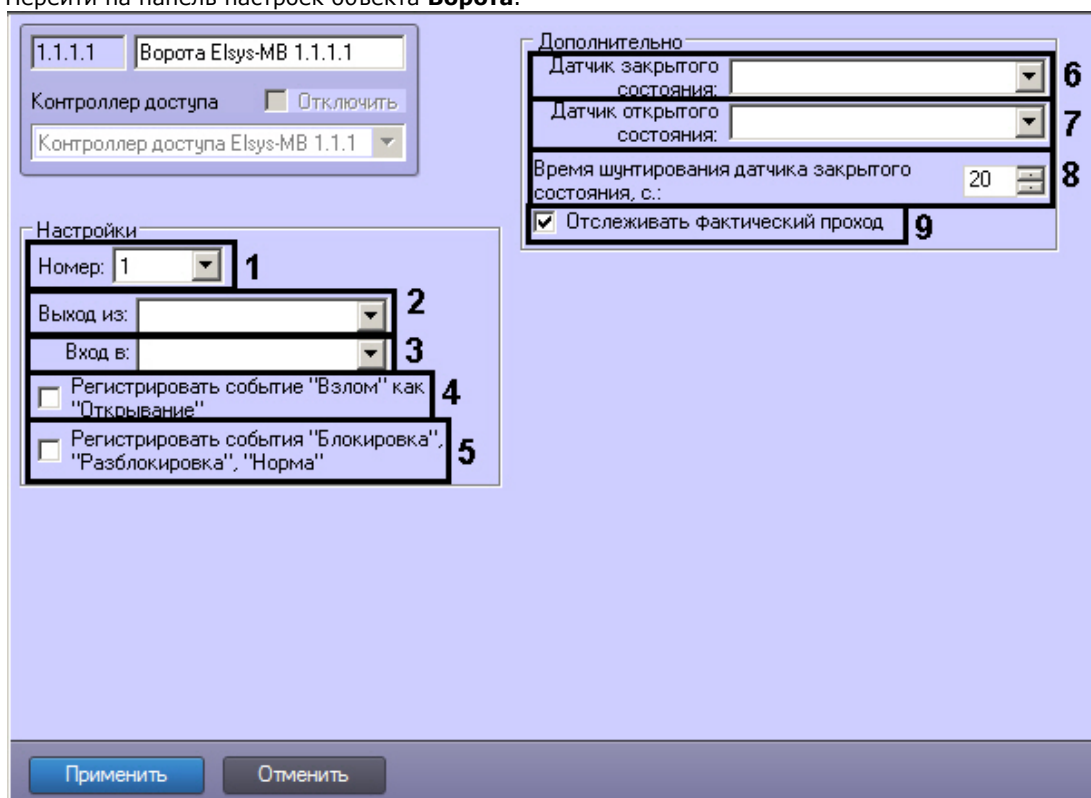 Перейти на панель настроек объекта Ворота.
1.1.1.1 Ворота Elsys-MB 1.1.1.1
Контроллер доступа Отключить
Контроллер доступа Elsys-MB 1.1.1
Настройки
Номер: 1 1
Выход из: 2
Вход в: 3
Регистрировать событие "Взлом" как
"Открывание" 4
Регистрировать события "Блокировка",
"Разблокировка", "Норма" 5
Дополнительно
Датчик закрытого
состояния: 6
Датчик открытого
состояния: 7
Время шунтирования датчика закрытого
состояния, с.: 20 8
Отслеживать фактический проход 9
Применить Отменить